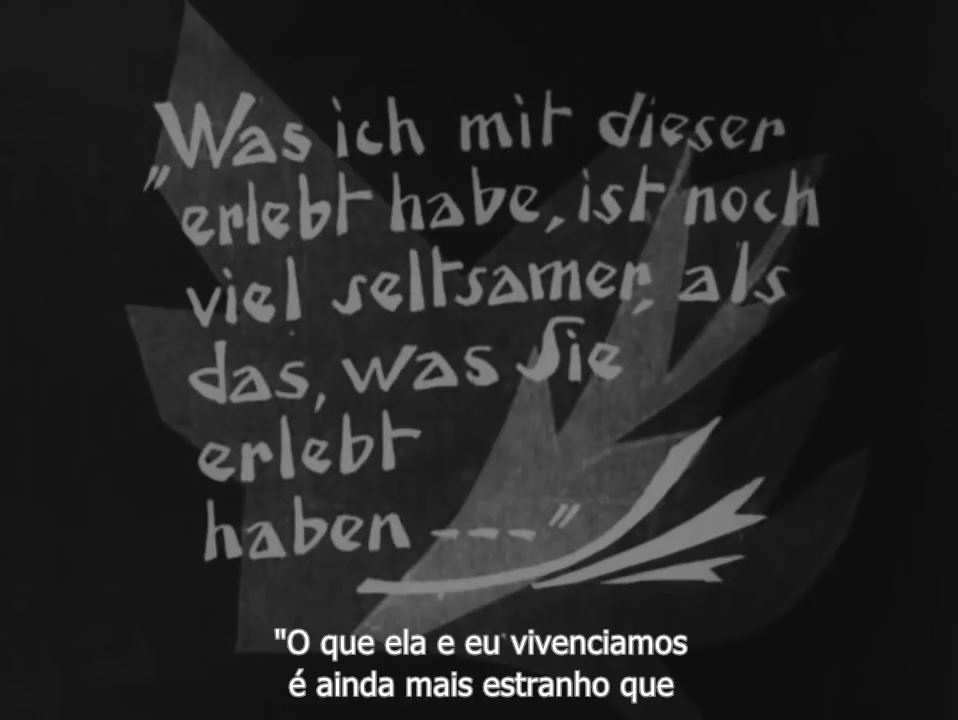 „Was ich mit dieser
erlebt habe, ist noch
viel seltsamer, als
das, was Sie
erlebt
haben ---"
"O que ela e eu vivenciamos
é ainda mais estranho que